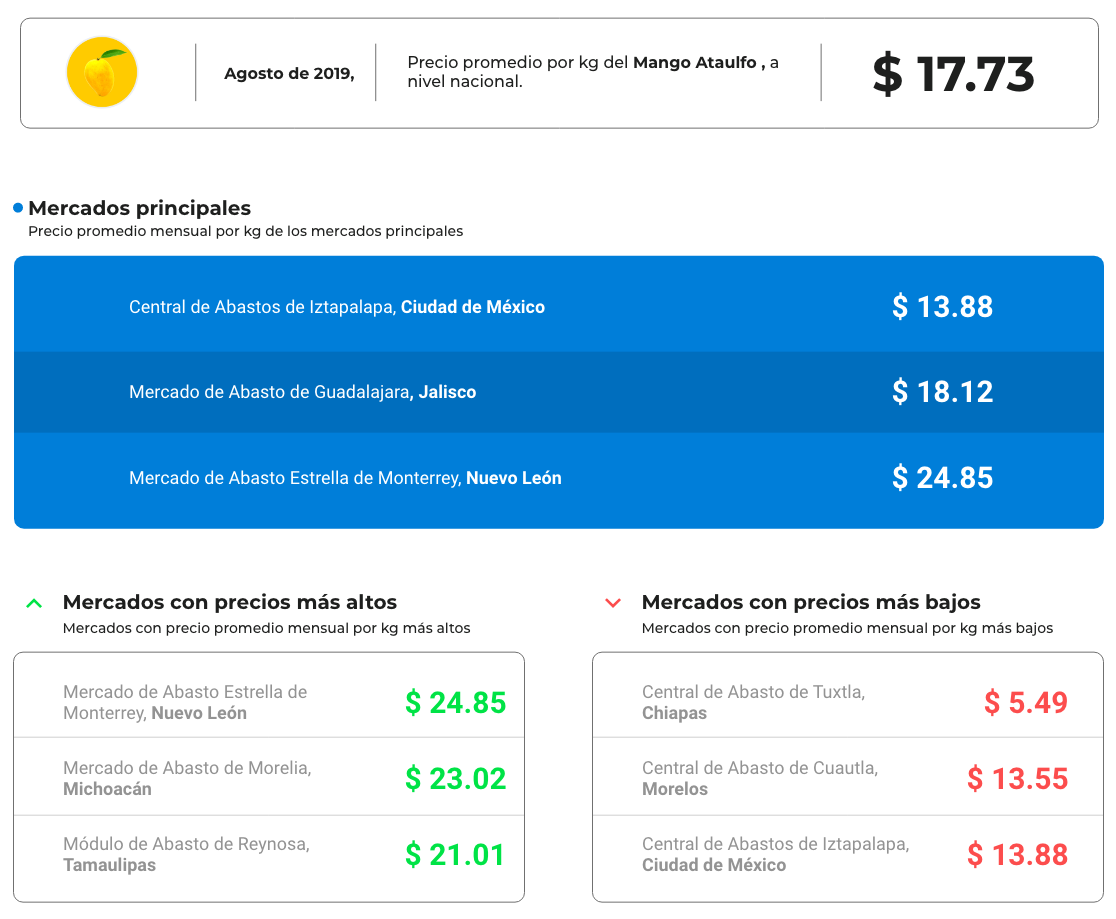 Agosto de 2019,
Precio promedio por kg del Mango Ataulfo , a
nivel nacional.
$ 17.73
Mercados principales
Precio promedio mensual por kg de los mercados principales
Central de Abastos de Iztapalapa, Ciudad de México
$ 13.88
Mercado de Abasto de Guadalajara, Jalisco
$ 18.12
Mercado de Abasto Estrella de Monterrey, Nuevo León
$ 24.85
Mercados con precios más altos
Mercados con precio promedio mensual por kg más altos
Mercado de Abasto Estrella de
Monterrey, Nuevo León
$ 24.85
Mercado de Abasto de Morelia,
Michoacán
$ 23.02
Módulo de Abasto de Reynosa,
Tamaulipas
$ 21.01
Mercados con precios más bajos
Mercados con precio promedio mensual por kg más bajos
Central de Abasto de Tuxtla,
Chiapas
$ 5.49
Central de Abasto de Cuautla,
Morelos
$ 13.55
Central de Abastos de Iztapalapa,
Ciudad de México
$ 13.88